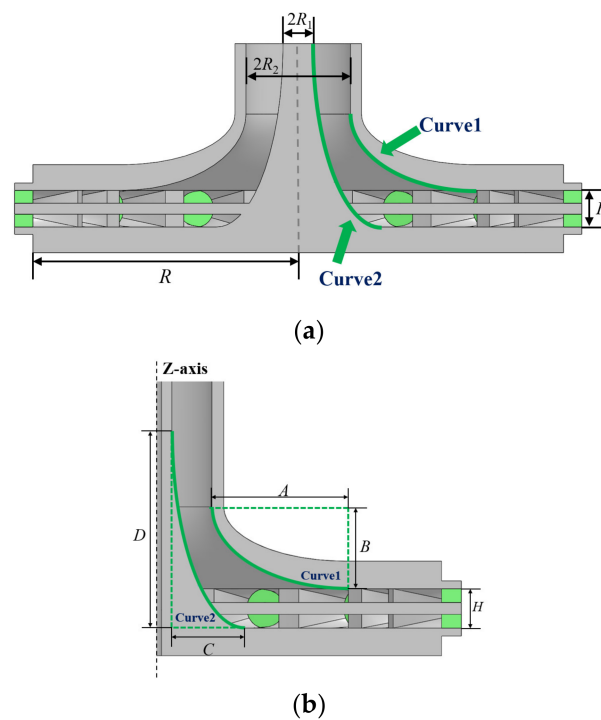 2R₁
2R₂
Curve1
R
Curve2
(a)
Z-axis
A
D
B
Curve1
H
Curve2
C
(b)